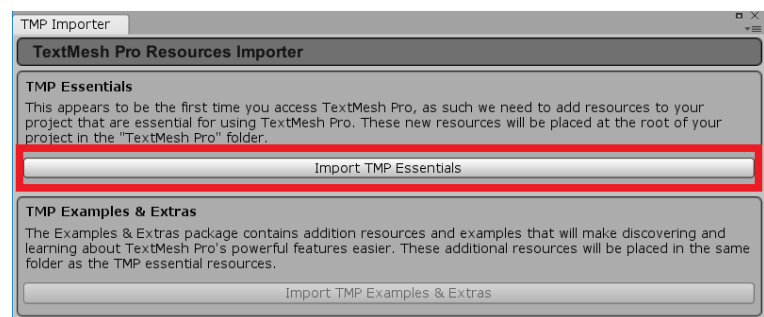 TMP Importer
TextMesh Pro Resources Importer
TMP Essentials
This appears to be the first time you access TextMesh Pro, as such we need to add resources to your
project that are essential for using TextMesh Pro. These new resources will be placed at the root of your
project in the "TextMesh Pro" folder.
Import TMP Essentials
TMP Examples & Extras
The Examples & Extras package contains addition resources and examples that will make discovering and
learning about TextMesh Pro's powerful features easier. These additional resources will be placed in the same
folder as the TMP essential resources.
Import TMP Examples & Extras